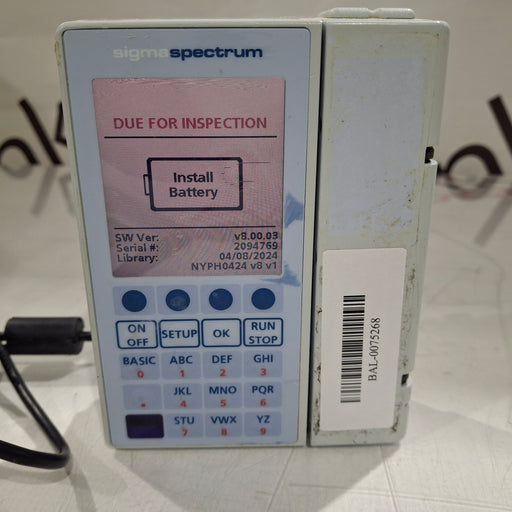 sigmaspectrum
DUE FOR INSPECTION
Install
Battery
SW Ver: v8.00.03
Serial #: 2094769
Library: 04/08/2024
NYPH0424 v8 v1
ON
OFF
SETUP
OK
RUN
STOP
BASIC ABC DEF GHI
0 1 2 3
JKL MNO PQR
. 4 5 6
STU VWX YZ
7 8 9
BAL-0075268